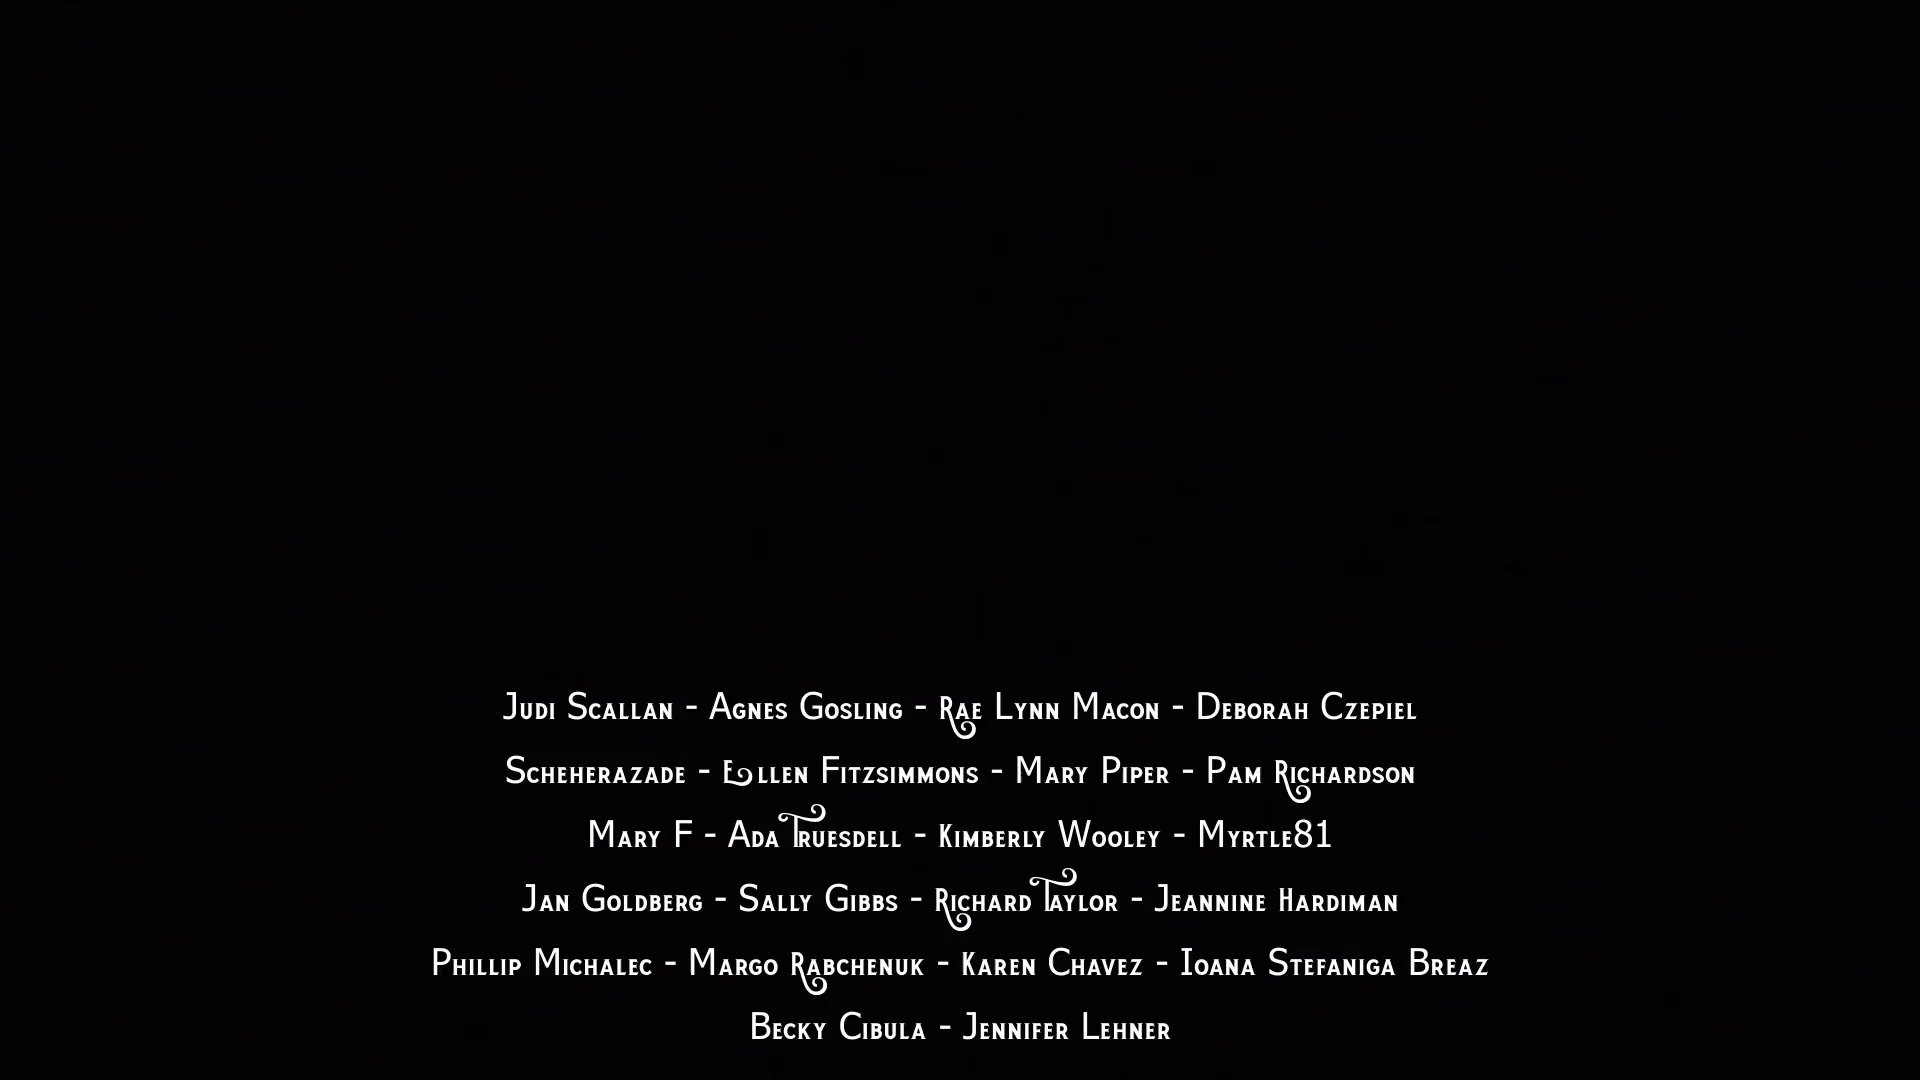 Judi Scallan - Agnes Gosling - Rae Lynn Macon - Deborah Czepiel
Scheherazade - Ellen Fitzsimmons - Mary Piper - Pam Richardson
Mary F - Ada Truesdell - Kimberly Wooley - Myrtle81
Jan Goldberg - Sally Gibbs - Richard Taylor - Jeannine Hardiman
Phillip Michalec - Margo Rabchenuk - Karen Chavez - Ioana Stefaniga Breaz
Becky Cibula - Jennifer Lehner